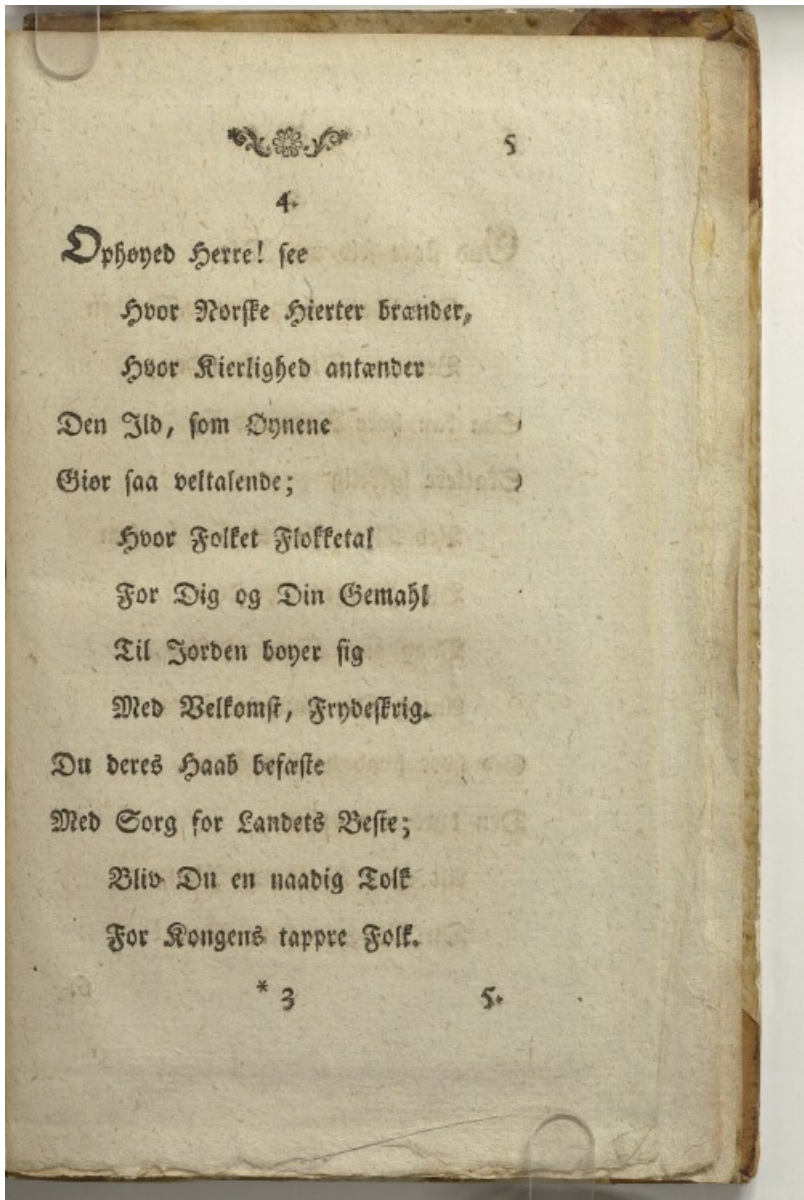 5
4.
Ophøyed Herre! see
Hvor Norske Hierter brænder,
Hvor Kierlighed antænder
Den Ild, som Øynene
Giør saa veltalende;
Hvor Folket Flokketal
For Dig og Din Gemahl
Til Jorden bøyer sig
Med Velkomst, Frydeskrig.
Du deres Haab befæste
Med Sorg for Landets Beste;
Bliv Du en naadig Tolk
For Kongens tappre Folk.
* 3 5.